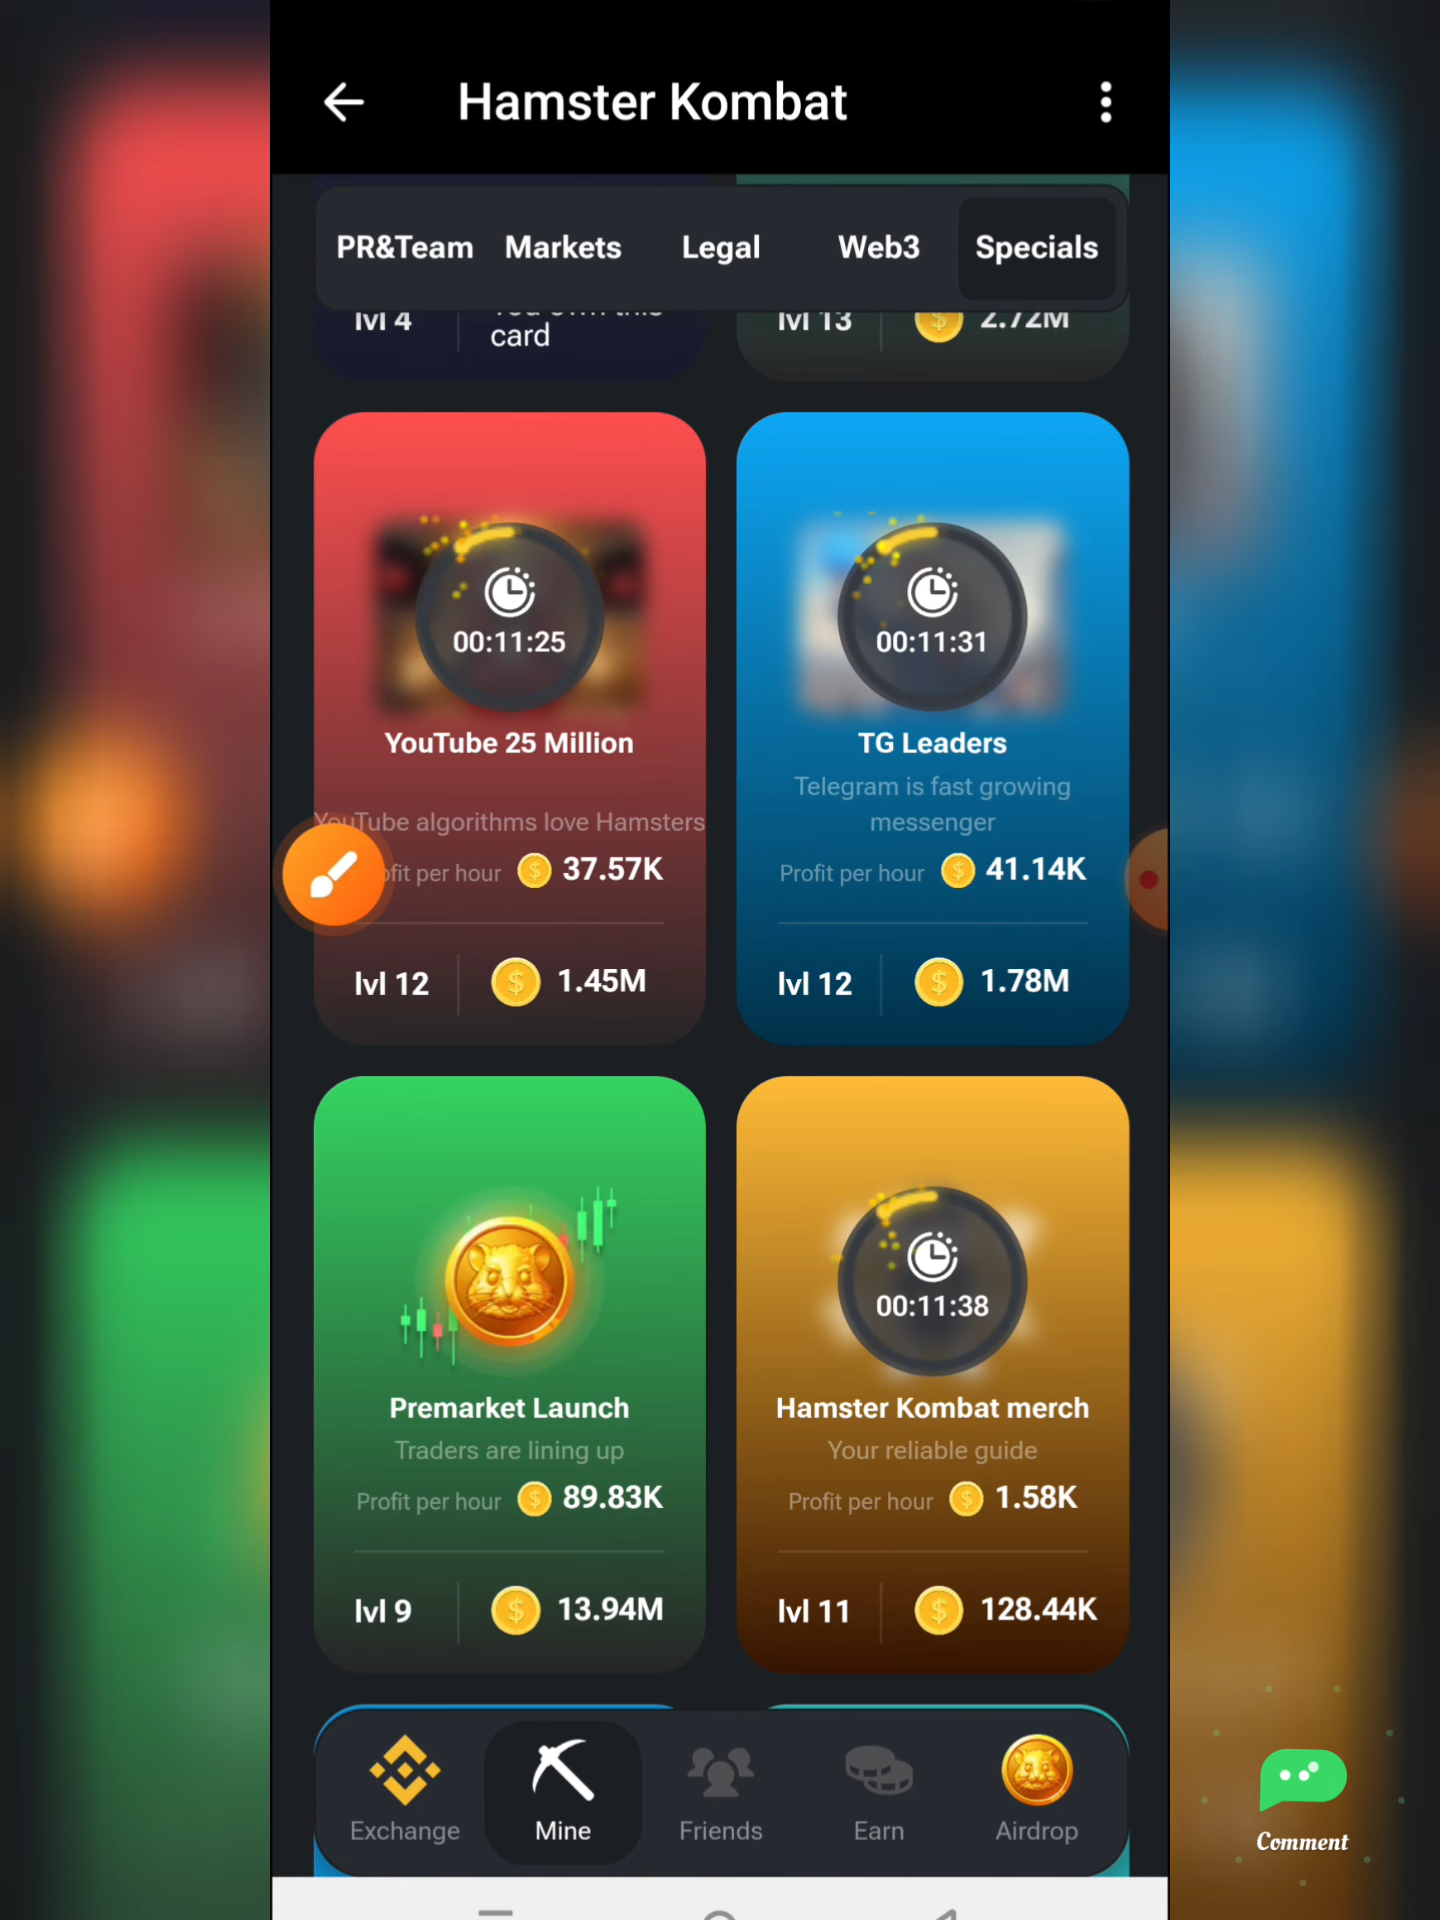 Hamster Kombat
PR&Team Markets Legal Web3 Specials
lvl 4
card
lvl 13 2.72M
00:11:25
YouTube 25 Million
YouTube algorithms love Hamsters
per hour 37.57K
lvl 12 1.45M
00:11:31
TG Leaders
Telegram is fast growing
messenger
Profit per hour 41.14K
lvl 12 1.78M
Premarket Launch
Traders are lining up
Profit per hour 89.83K
lvl 9 13.94M
00:11:38
Hamster Kombat merch
Your reliable guide
Profit per hour 1.58K
lvl 11 128.44K
Exchange Mine Friends Earn Airdrop
Comment